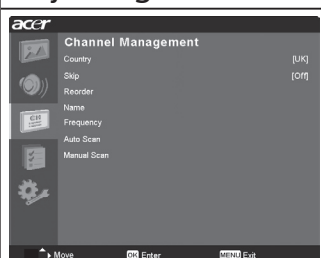 acer
Channel Management
Country [UK]
Skip [Off]
Reorder
Name
CH
Frequency
Auto Scan
Manual Scan
Move OK Enter MENU Exit